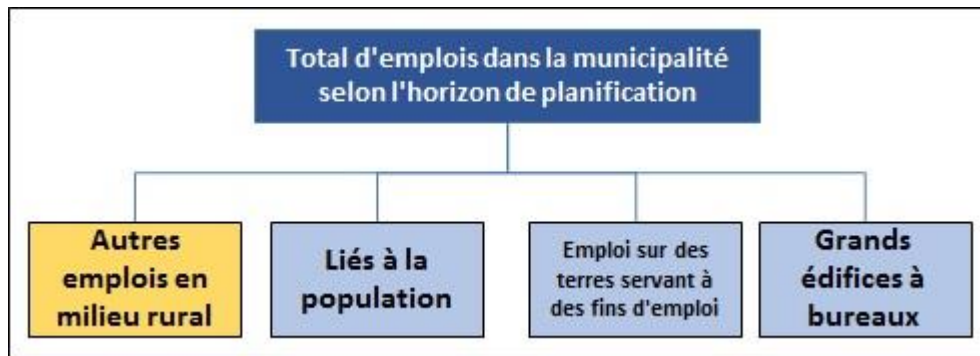 Total d'emplois dans la municipalité
selon l'horizon de planification
Autres
emplois en
milieu rural
Liés à la
population
Emploi sur des
terres servant à
des fins d'emploi
Grands
édifices à
bureaux